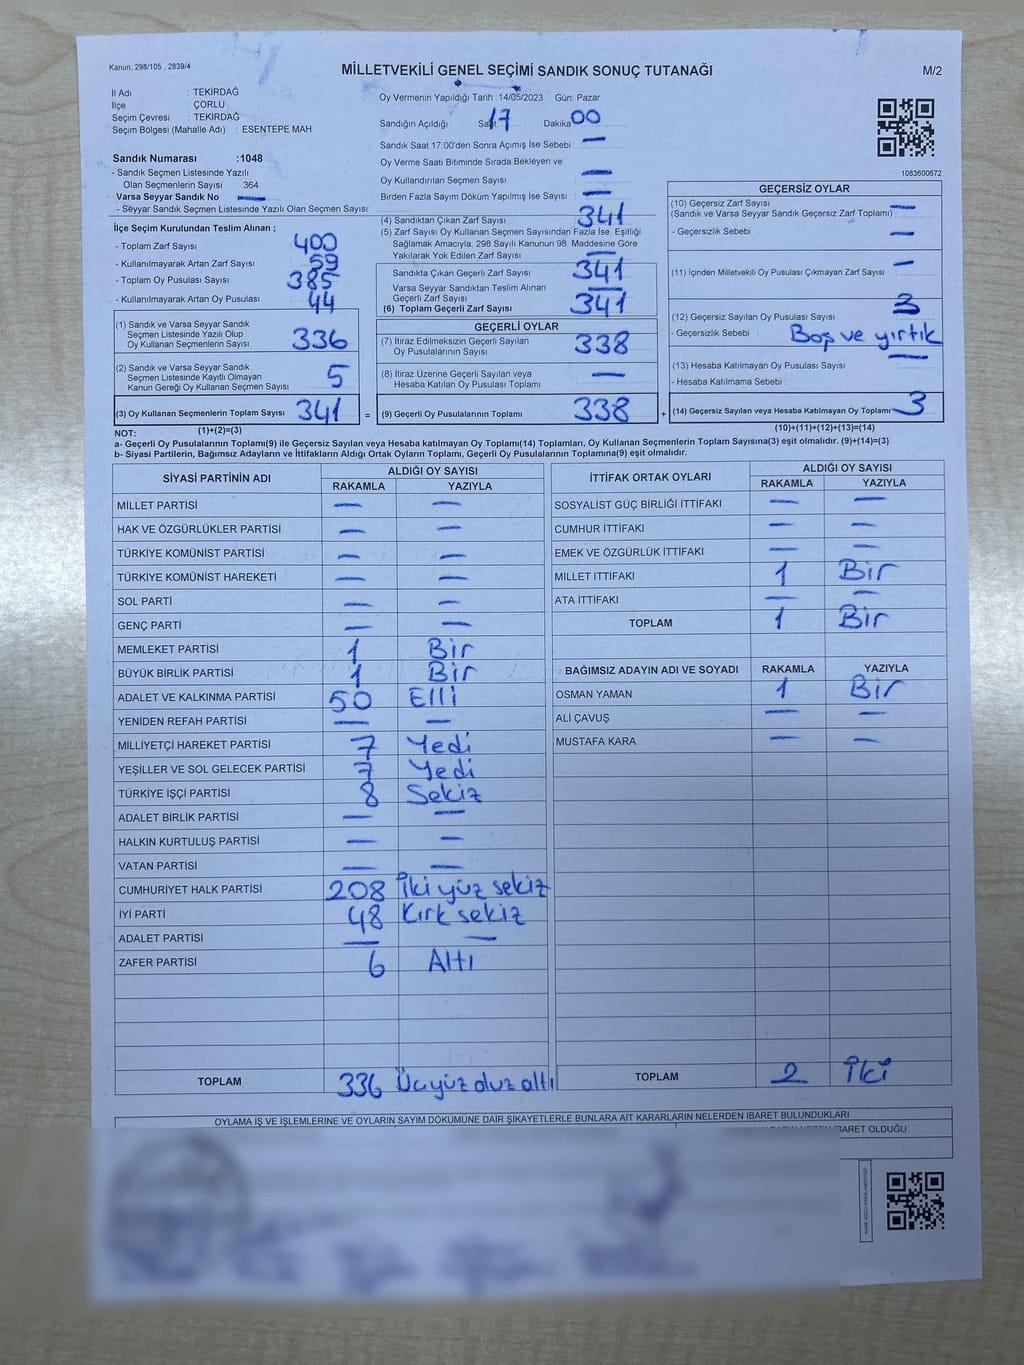 Kanun: 298/105 , 2839/4
MİLLETVEKİLİ GENEL SEÇİMİ SANDIK SONUÇ TUTANAĞI
M/2
İl Adı : TEKİRDAĞ
İlçe : ÇORLU
Seçim Çevresi : TEKİRDAĞ
Seçim Bölgesi (Mahalle Adı) : ESENTEPE MAH
Sandık Numarası :1048
- Sandık Seçmen Listesinde Yazılı
Olan Seçmenlerin Sayısı : 364
Varsa Seyyar Sandık No —
- Seyyar Sandık Seçmen Listesinde Yazılı Olan Seçmen Sayısı:
İlçe Seçim Kurulundan Teslim Alınan ;
- Toplam Zarf Sayısı 400
- Kullanılmayarak Artan Zarf Sayısı 59
- Toplam Oy Pusulası Sayısı 385
- Kullanılmayarak Artan Oy Pusulası 44
(1) Sandık ve Varsa Seyyar Sandık
Seçmen Listesinde Yazılı Olup
Oy Kullanan Seçmenlerin Sayısı 336
(2) Sandık ve Varsa Seyyar Sandık
Seçmen Listesinde Kayıtlı Olmayan
Kanun Gereği Oy Kullanan Seçmen Sayısı 5
(3) Oy Kullanan Seçmenlerin Toplam Sayısı 341 =
(1)+(2)=(3)
Oy Vermenin Yapıldığı Tarih :14/05/2023 Gün: Pazar
Sandığın Açıldığı Saat 17 Dakika 00
Sandık Saat 17:00'den Sonra Açımış İse Sebebi : —
Oy Verme Saati Bitiminde Sırada Bekleyen ve
Oy Kullandırılan Seçmen Sayısı —
Birden Fazla Sayım Döküm Yapılmış İse Sayısı : —
(4) Sandıktan Çıkan Zarf Sayısı 341
(5) Zarf Sayısı Oy Kullanan Seçmen Sayısından Fazla İse, Eşitliği
Sağlamak Amacıyla, 298 Sayılı Kanunun 98. Maddesine Göre
Yakılarak Yok Edilen Zarf Sayısı —
Sandıkta Çıkan Geçerli Zarf Sayısı 341
Varsa Seyyar Sandıktan Teslim Alınan
Geçerli Zarf Sayısı —
(6) Toplam Geçerli Zarf Sayısı 341
GEÇERLİ OYLAR
(7) İtiraz Edilmeksizin Geçerli Sayılan
Oy Pusulalarının Sayısı 338
(8) İtiraz Üzerine Geçerli Sayılan veya
Hesaba Katılan Oy Pusulası Toplamı —
(9) Geçerli Oy Pusulalarının Toplamı 338 +
1083600672
GEÇERSİZ OYLAR
(10) Geçersiz Zarf Sayısı —
(Sandık ve Varsa Seyyar Sandık Geçersiz Zarf Toplamı)
- Geçersizlik Sebebi : —
(11) İçinden Milletvekili Oy Pusulası Çıkmayan Zarf Sayısı —
(12) Geçersiz Sayılan Oy Pusulası Sayısı 3
- Geçersizlik Sebebi : Boş ve yırtık
(13) Hesaba Katılmayan Oy Pusulası Sayısı —
- Hesaba Katılmama Sebebi :
(14) Geçersiz Sayılan veya Hesaba Katılmayan Oy Toplamı 3
(10)+(11)+(12)+(13)=(14)
NOT:
a- Geçerli Oy Pusulalarının Toplamı(9) ile Geçersiz Sayılan veya Hesaba katılmayan Oy Toplamı(14) Toplamları, Oy Kullanan Seçmenlerin Toplam Sayısına(3) eşit olmalıdır. (9)+(14)=(3)
b- Siyasi Partilerin, Bağımsız Adayların ve İttifakların Aldığı Ortak Oyların Toplamı, Geçerli Oy Pusulalarının Toplamına(9) eşit olmalıdır.
SİYASİ PARTİNİN ADI ALDIĞI OY SAYISI
RAKAMLA YAZIYLA
MİLLET PARTİSİ — —
HAK VE ÖZGÜRLÜKLER PARTİSİ — —
TÜRKİYE KOMÜNİST PARTİSİ — —
TÜRKİYE KOMÜNİST HAREKETİ — —
SOL PARTİ — —
GENÇ PARTİ — —
MEMLEKET PARTİSİ 1 Bir
BÜYÜK BİRLİK PARTİSİ 1 Bir
ADALET VE KALKINMA PARTİSİ 50 Elli
YENİDEN REFAH PARTİSİ — —
MİLLİYETÇİ HAREKET PARTİSİ 7 Yedi
YEŞİLLER VE SOL GELECEK PARTİSİ 7 Yedi
TÜRKİYE İŞÇİ PARTİSİ 8 Sekiz
ADALET BİRLİK PARTİSİ — —
HALKIN KURTULUŞ PARTİSİ — —
VATAN PARTİSİ — —
CUMHURİYET HALK PARTİSİ 208 İki yüz sekiz
İYİ PARTİ 48 Kırk sekiz
ADALET PARTİSİ — —
ZAFER PARTİSİ 6 Altı
TOPLAM 336 Üçyüz otuz altı
İTTİFAK ORTAK OYLARI ALDIĞI OY SAYISI
RAKAMLA YAZIYLA
SOSYALİST GÜÇ BİRLİĞİ İTTİFAKI — —
CUMHUR İTTİFAKI — —
EMEK VE ÖZGÜRLÜK İTTİFAKI — —
MİLLET İTTİFAKI 1 Bir
ATA İTTİFAKI — —
TOPLAM 1 Bir
BAĞIMSIZ ADAYIN ADI VE SOYADI RAKAMLA YAZIYLA
OSMAN YAMAN 1 Bir
ALİ ÇAVUŞ — —
MUSTAFA KARA — —
TOPLAM 2 İki
OYLAMA İŞ VE İŞLEMLERİNE VE OYLARIN SAYIM DÖKÜMÜNE DAİR ŞİKAYETLERLE BUNLARA AİT KARARLARIN NELERDEN İBARET BULUNDUKLARI
İBARET OLDUĞU